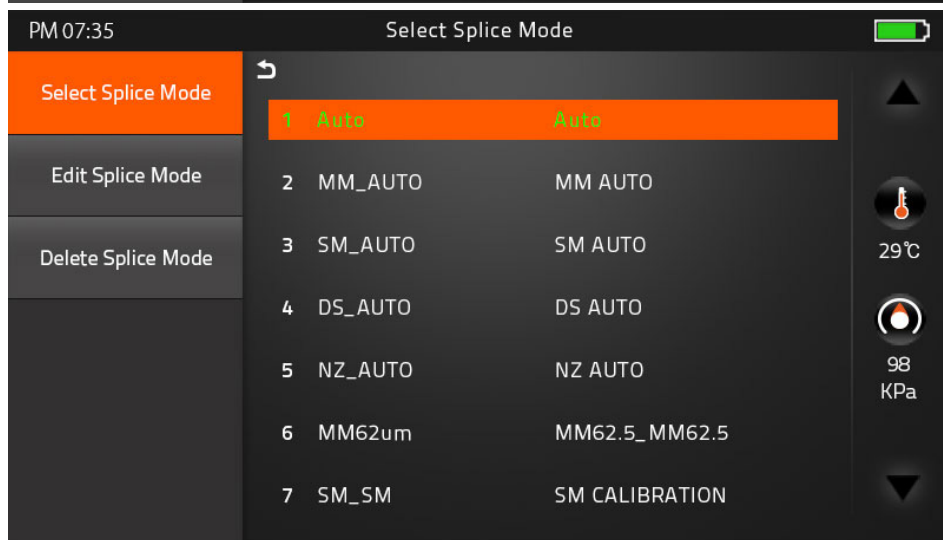 PM 07:35 Select Splice Mode
Select Splice Mode
Edit Splice Mode
Delete Splice Mode
1 Auto Auto
2 MM_AUTO MM AUTO
3 SM_AUTO SM AUTO
4 DS_AUTO DS AUTO
5 NZ_AUTO NZ AUTO
6 MM62um MM62.5_MM62.5
7 SM_SM SM CALIBRATION
29℃
98
KPa